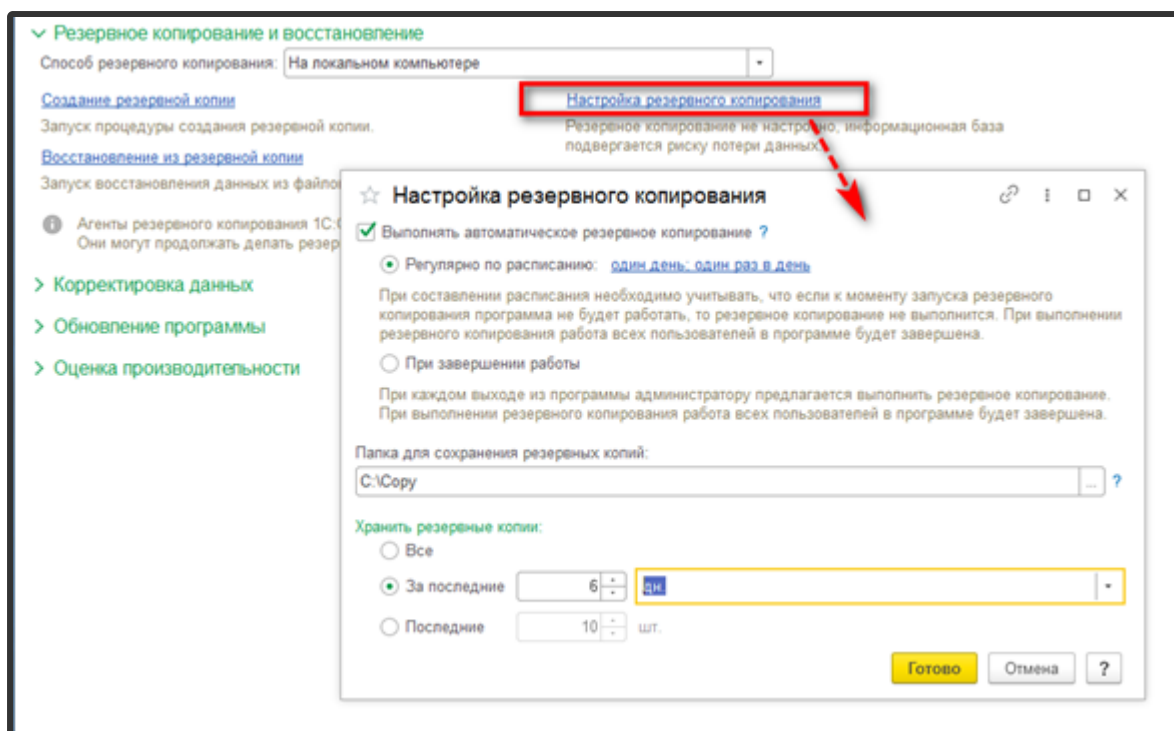 Резервное копирование и восстановление
Способ резервного копирования: На локальном компьютере
Создание резервной копии
Настройка резервного копирования
Запуск процедуры создания резервной копии.
Резервное копирование не настроено, информационная база
подвергается риску потери данных.
Восстановление из резервной копии
Запуск восстановления данных из
Агенты резервного копирования
Они могут продолжать делать
Корректировка данных
Обновление программы
Оценка производительности
Настройка резервного копирования
Выполнять автоматическое резервное копирование ?
Регулярно по расписанию: один день; один раз в день
При составлении расписания необходимо учитывать, что если к моменту запуска резервного
копирования программа не будет работать, то резервное копирование не выполнится. При выполнении
резервного копирования работа всех пользователей в программе будет завершена.
При завершении работы
При каждом выходе из программы администратору предлагается выполнить резервное копирование.
При выполнении резервного копирования работа всех пользователей в программе будет завершена.
Папка для сохранения резервных копий:
C:\Copy ... ?
Хранить резервные копии:
Все
За последние 6 дн.
Последние 10 шт.
Готово Отмена ?